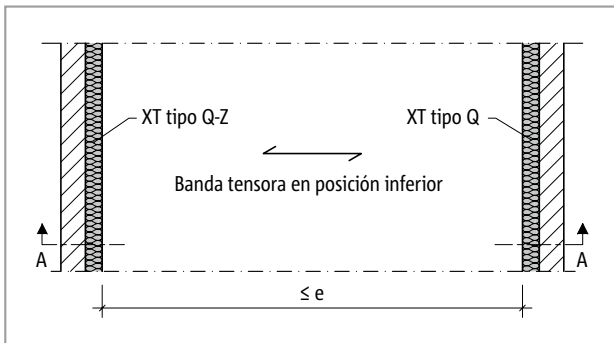 XT tipo Q-Z
XT tipo Q
Banda tensora en posición inferior
A
A
≤ e